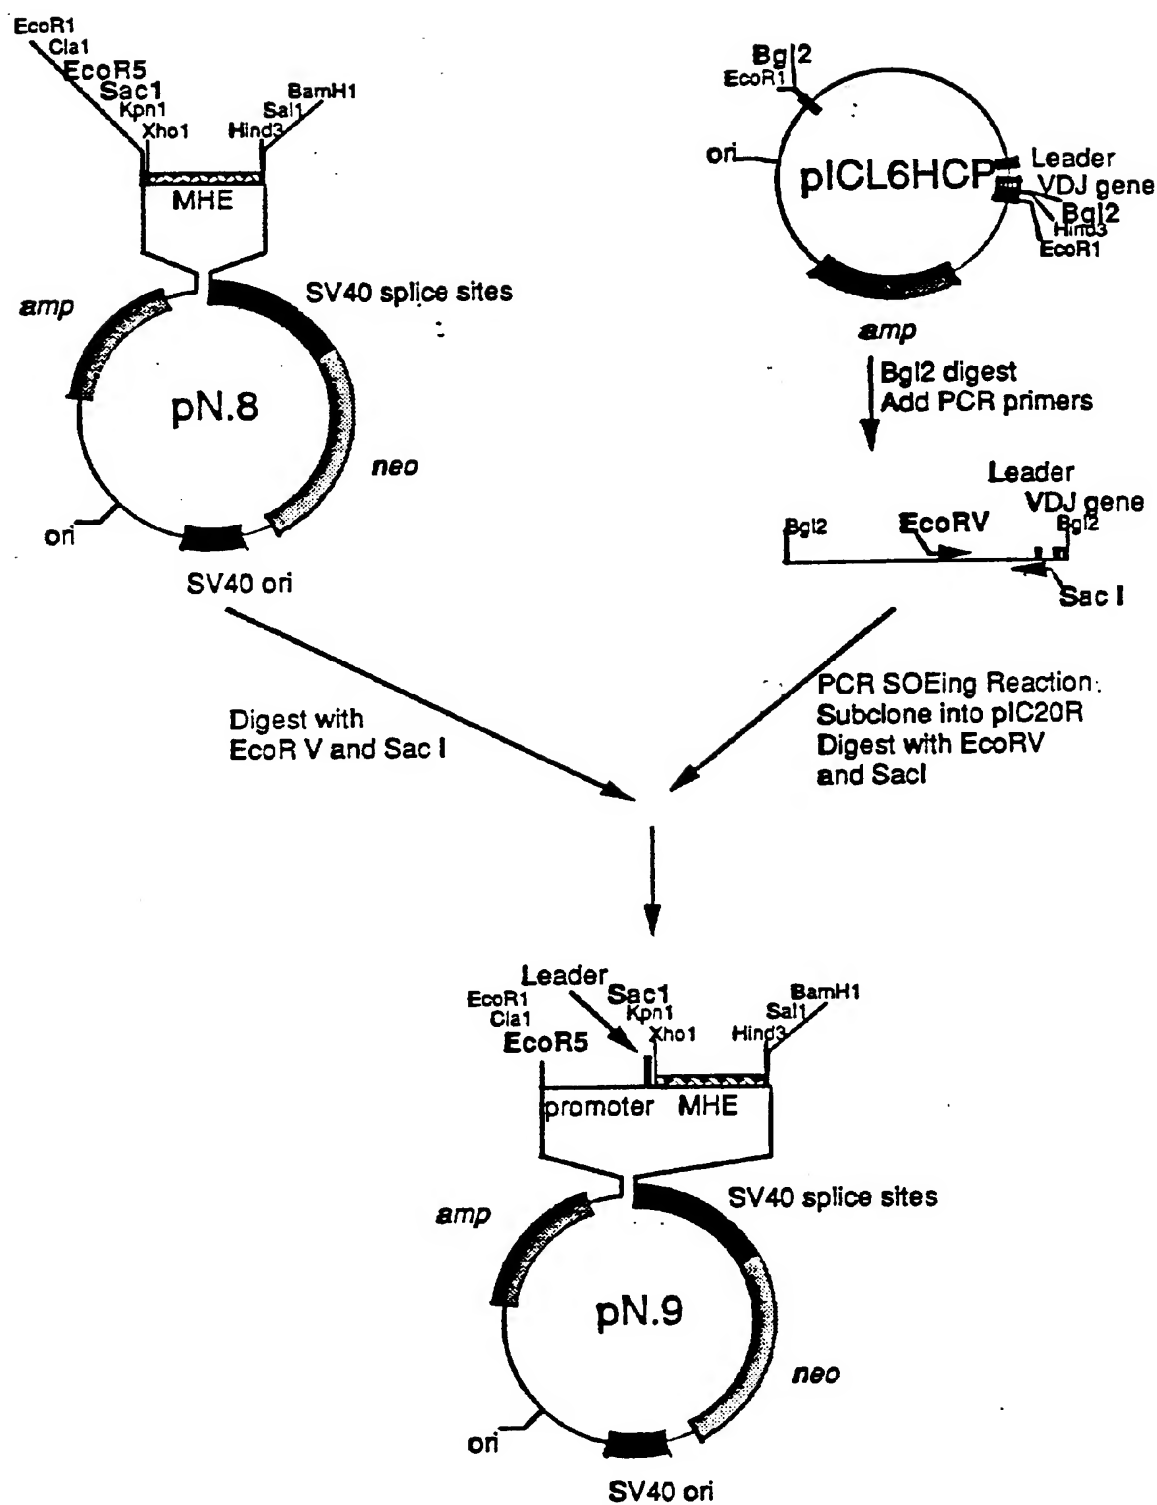 EcoR1
Cla1
EcoR5
Sac1
Kpn1
Xho1
Hind3
Sal1
BamH1
MHE
amp
SV40 splice sites
pN.8
neo
ori
SV40 ori
Bgl2
EcoR1
ori
pICL6HCP
Leader
VDJ gene
Bgl2
Hind3
EcoR1
amp
Bgl2 digest
Add PCR primers
Leader
VDJ gene
Bgl2
EcoRV
Bgl2
Sac I
Digest with
EcoR V and Sac I
PCR SOEing Reaction:
Subclone into pIC20R
Digest with EcoRV
and SacI
Leader
EcoR1
Cla1
EcoR5
Sac1
Kpn1
Xho1
Hind3
Sal1
BamH1
promoter
MHE
amp
SV40 splice sites
pN.9
neo
ori
SV40 ori